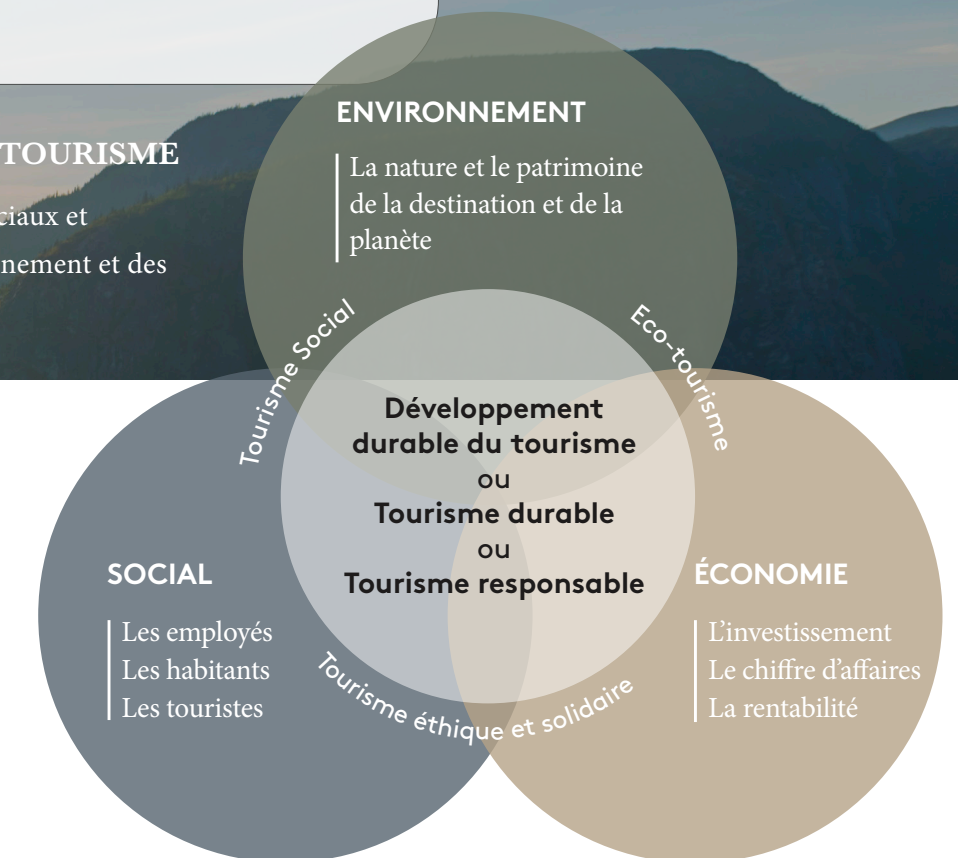 TOURISME
ciaux et
nement et des
ENVIRONNEMENT
La nature et le patrimoine
de la destination et de la
planète
Tourisme Social
Eco-tourisme
Développement
durable du tourisme
ou
Tourisme durable
ou
Tourisme responsable
SOCIAL
Les employés
Les habitants
Les touristes
ÉCONOMIE
L’investissement
Le chiffre d’affaires
La rentabilité
Tourisme éthique et solidaire